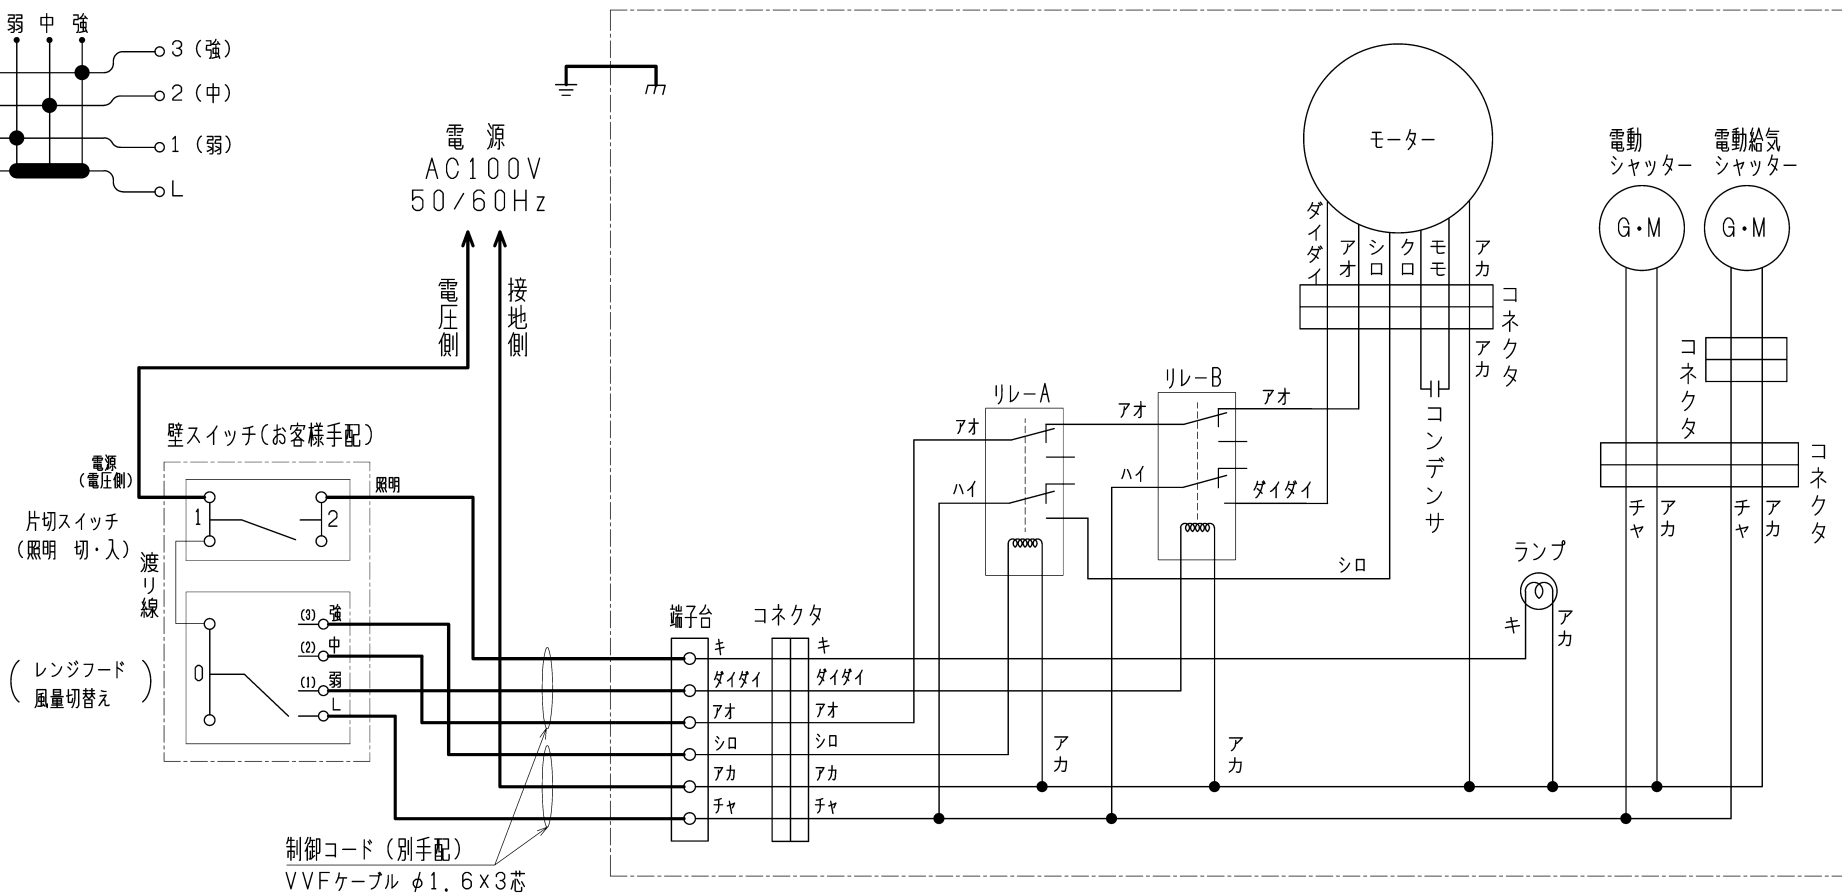 弱 中 強
3（強）
2（中）
1（弱）
L
電 源
AC100V
50/60Hz
電圧側
接地側
壁スイッチ(お客様手配)
電源
（電圧側）
照明
1
2
片切スイッチ
（照明 切・入）
渡り線
(3) 強
(2) 中
(1) 弱
L
0
（ レンジフード
風量切替え ）
制御コード（別手配）
VVFケーブル φ1.6×3芯
端子台
コネクタ
キ
キ
ダイダイ
ダイダイ
アオ
アオ
シロ
シロ
アカ
アカ
チャ
チャ
リレーA
アオ
ハイ
アカ
リレーB
アオ
ハイ
アオ
ダイダイ
アカ
シロ
モーター
ダイダイ
アオ
シロ
クロ
モモ
アカ
コネクタ
アカ
コンデンサ
ランプ
キ
アカ
電動
シャッター
G・M
電動給気
シャッター
G・M
コネクタ
コネクタ
チャ
アカ
チャ
アカ